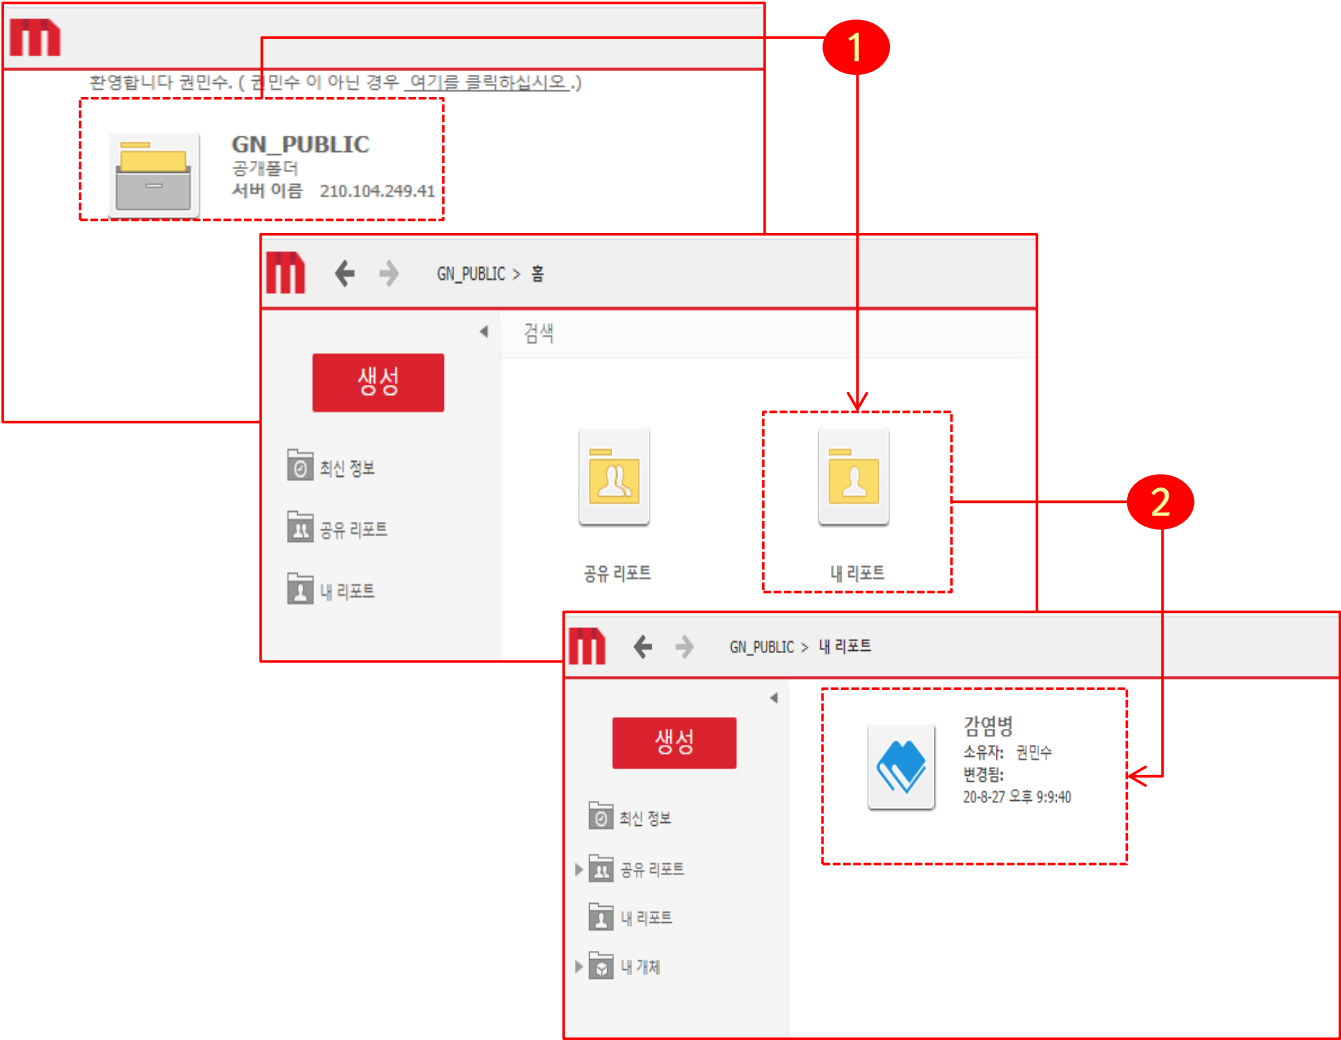 1
환영합니다 권민수. ( 권민수 이 아닌 경우 여기를 클릭하십시오 .)
GN_PUBLIC
공개폴더
서버 이름 210.104.249.41
GN_PUBLIC > 홈
검색
생성
최신 정보
공유 리포트
내 리포트
공유 리포트
내 리포트
2
GN_PUBLIC > 내 리포트
생성
최신 정보
공유 리포트
내 리포트
내 개체
감염병
소유자: 권민수
변경됨:
20-8-27 오후 9:9:40